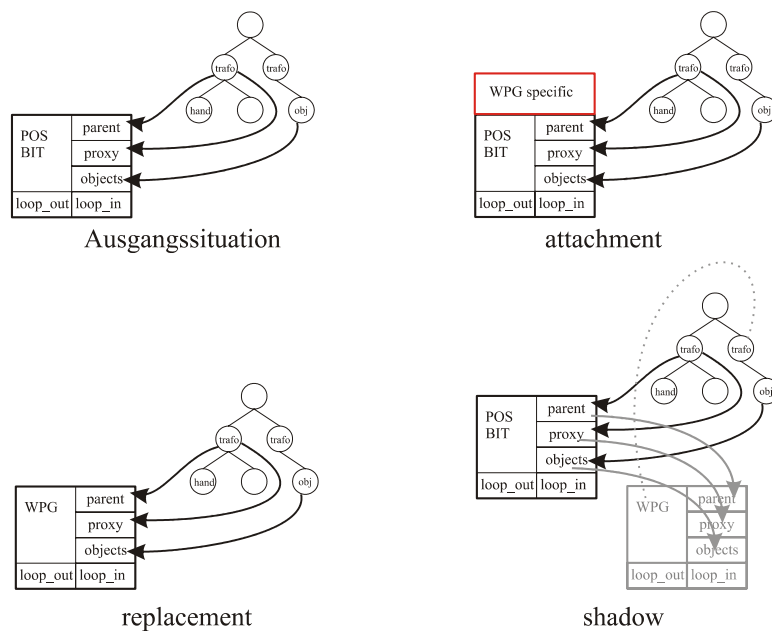 trafo
trafo
hand
obj
POS
BIT
parent
proxy
objects
loop_out
loop_in
Ausgangssituation
trafo
trafo
hand
obj
WPG specific
POS
BIT
parent
proxy
objects
loop_out
loop_in
attachment
trafo
trafo
hand
obj
WPG
parent
proxy
objects
loop_out
loop_in
replacement
trafo
trafo
hand
obj
POS
BIT
parent
proxy
objects
loop_out
loop_in
WPG
parent
proxy
objects
loop_out
loop_in
shadow